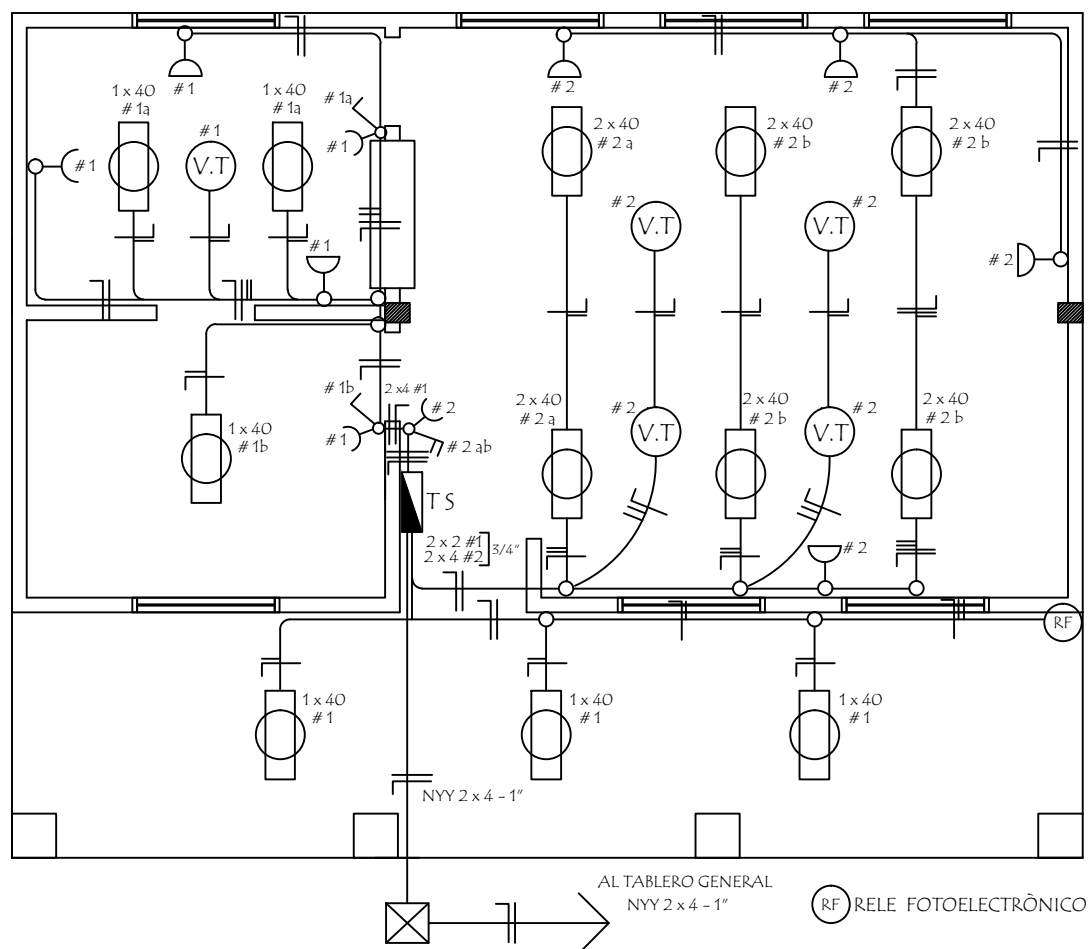 1 x 40
# 1a
1 x 40
# 1a
# 1
# 1a
# 1
# 1
V.T
# 1
# 1
# 2
# 2
2 x 40
# 2 a
2 x 40
# 2 b
2 x 40
# 2 b
# 2
V.T
# 2
V.T
# 2
# 1b
2 x4 #1
# 2
# 1
# 2 ab
1 x 40
# 1b
2 x 40
# 2 a
# 2
V.T
2 x 40
# 2 b
# 2
V.T
2 x 40
# 2 b
T S
2 x 2 #1
2 x 4 #2
3/4"
# 2
RF
1 x 40
# 1
1 x 40
# 1
1 x 40
# 1
NYY 2 x 4 - 1"
AL TABLERO GENERAL
NYY 2 x 4 - 1"
RF RELE FOTOELECTRÒNICO